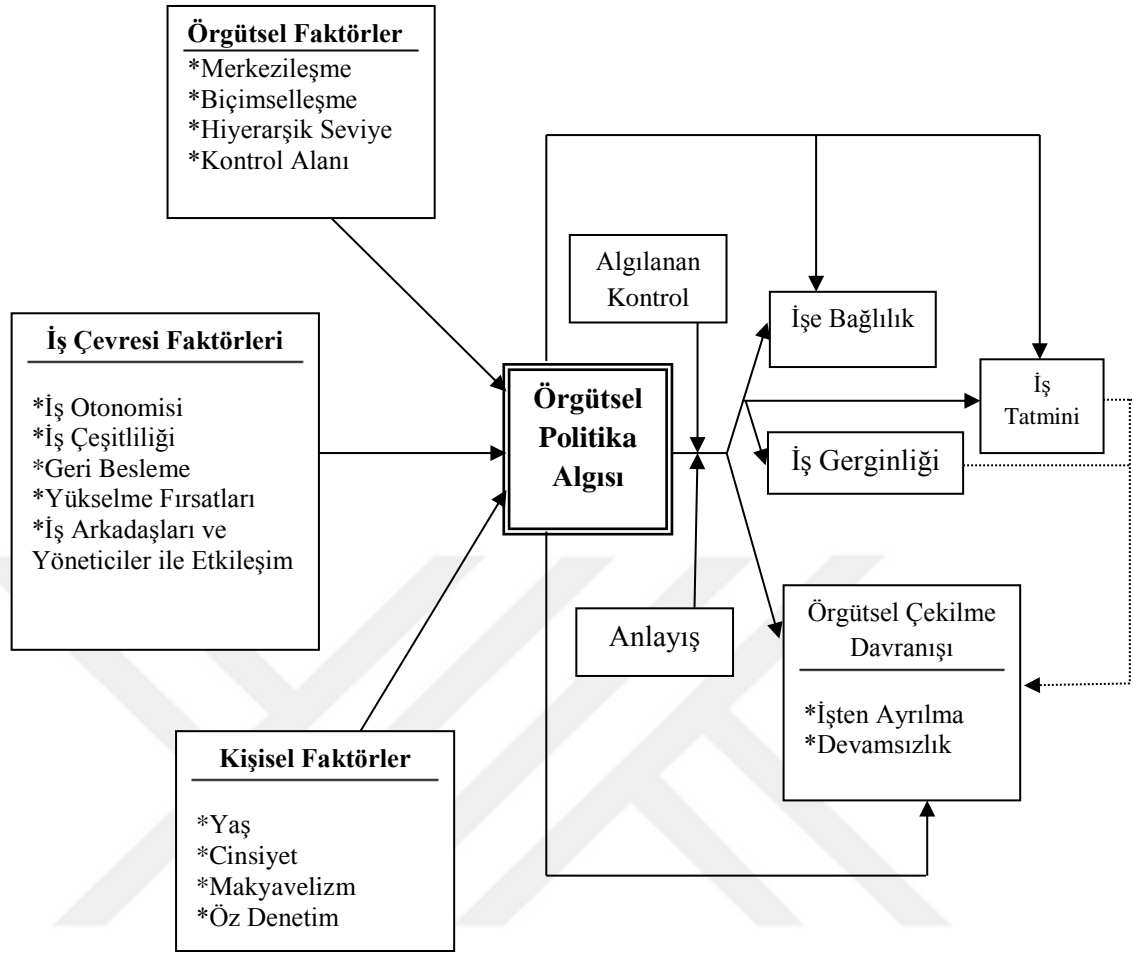 Örgütsel Faktörler
*Merkezileşme
*Biçimselleşme
*Hiyerarşik Seviye
*Kontrol Alanı
İş Çevresi Faktörleri
*İş Otonomisi
*İş Çeşitliliği
*Geri Besleme
*Yükselme Fırsatları
*İş Arkadaşları ve
Yöneticiler ile Etkileşim
Kişisel Faktörler
*Yaş
*Cinsiyet
*Makyavelizm
*Öz Denetim
Örgütsel
Politika
Algısı
Algılanan
Kontrol
Anlayış
İşe Bağlılık
İş
Tatmini
İş Gerginliği
Örgütsel Çekilme
Davranışı
*İşten Ayrılma
*Devamsızlık